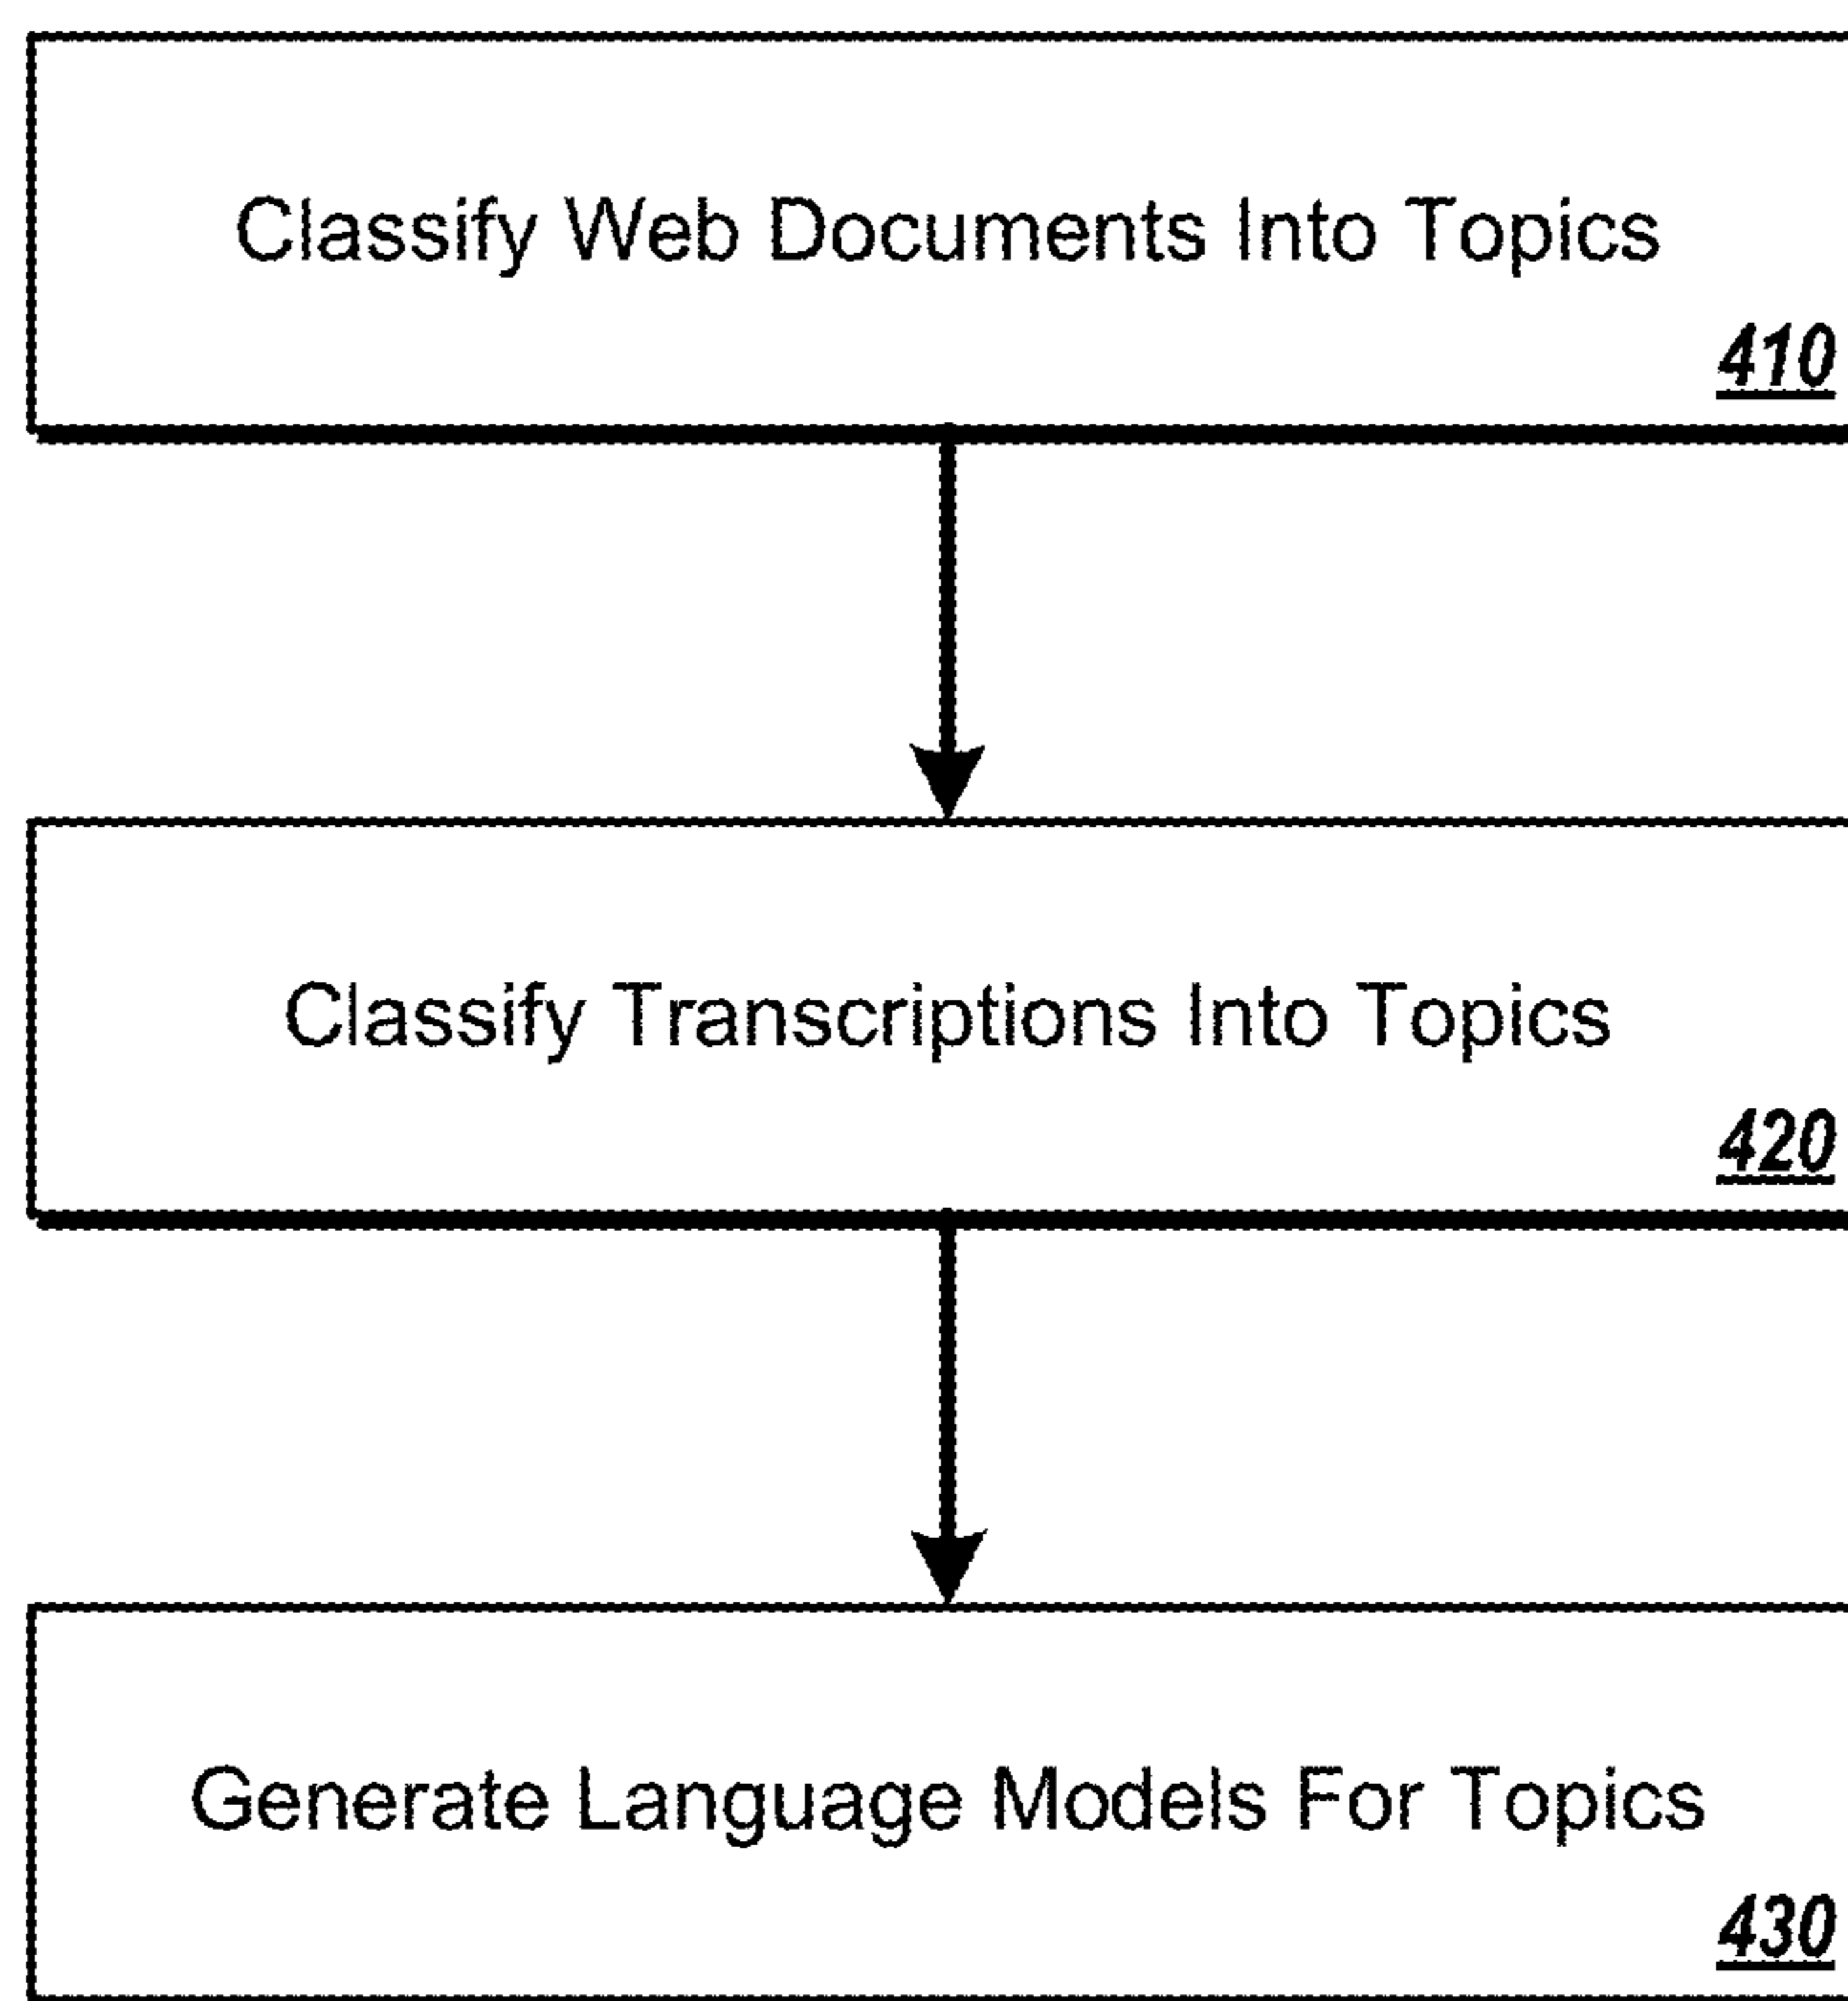 Classify Web Documents Into Topics
410
Classify Transcriptions Into Topics
420
Generate Language Models For Topics
430